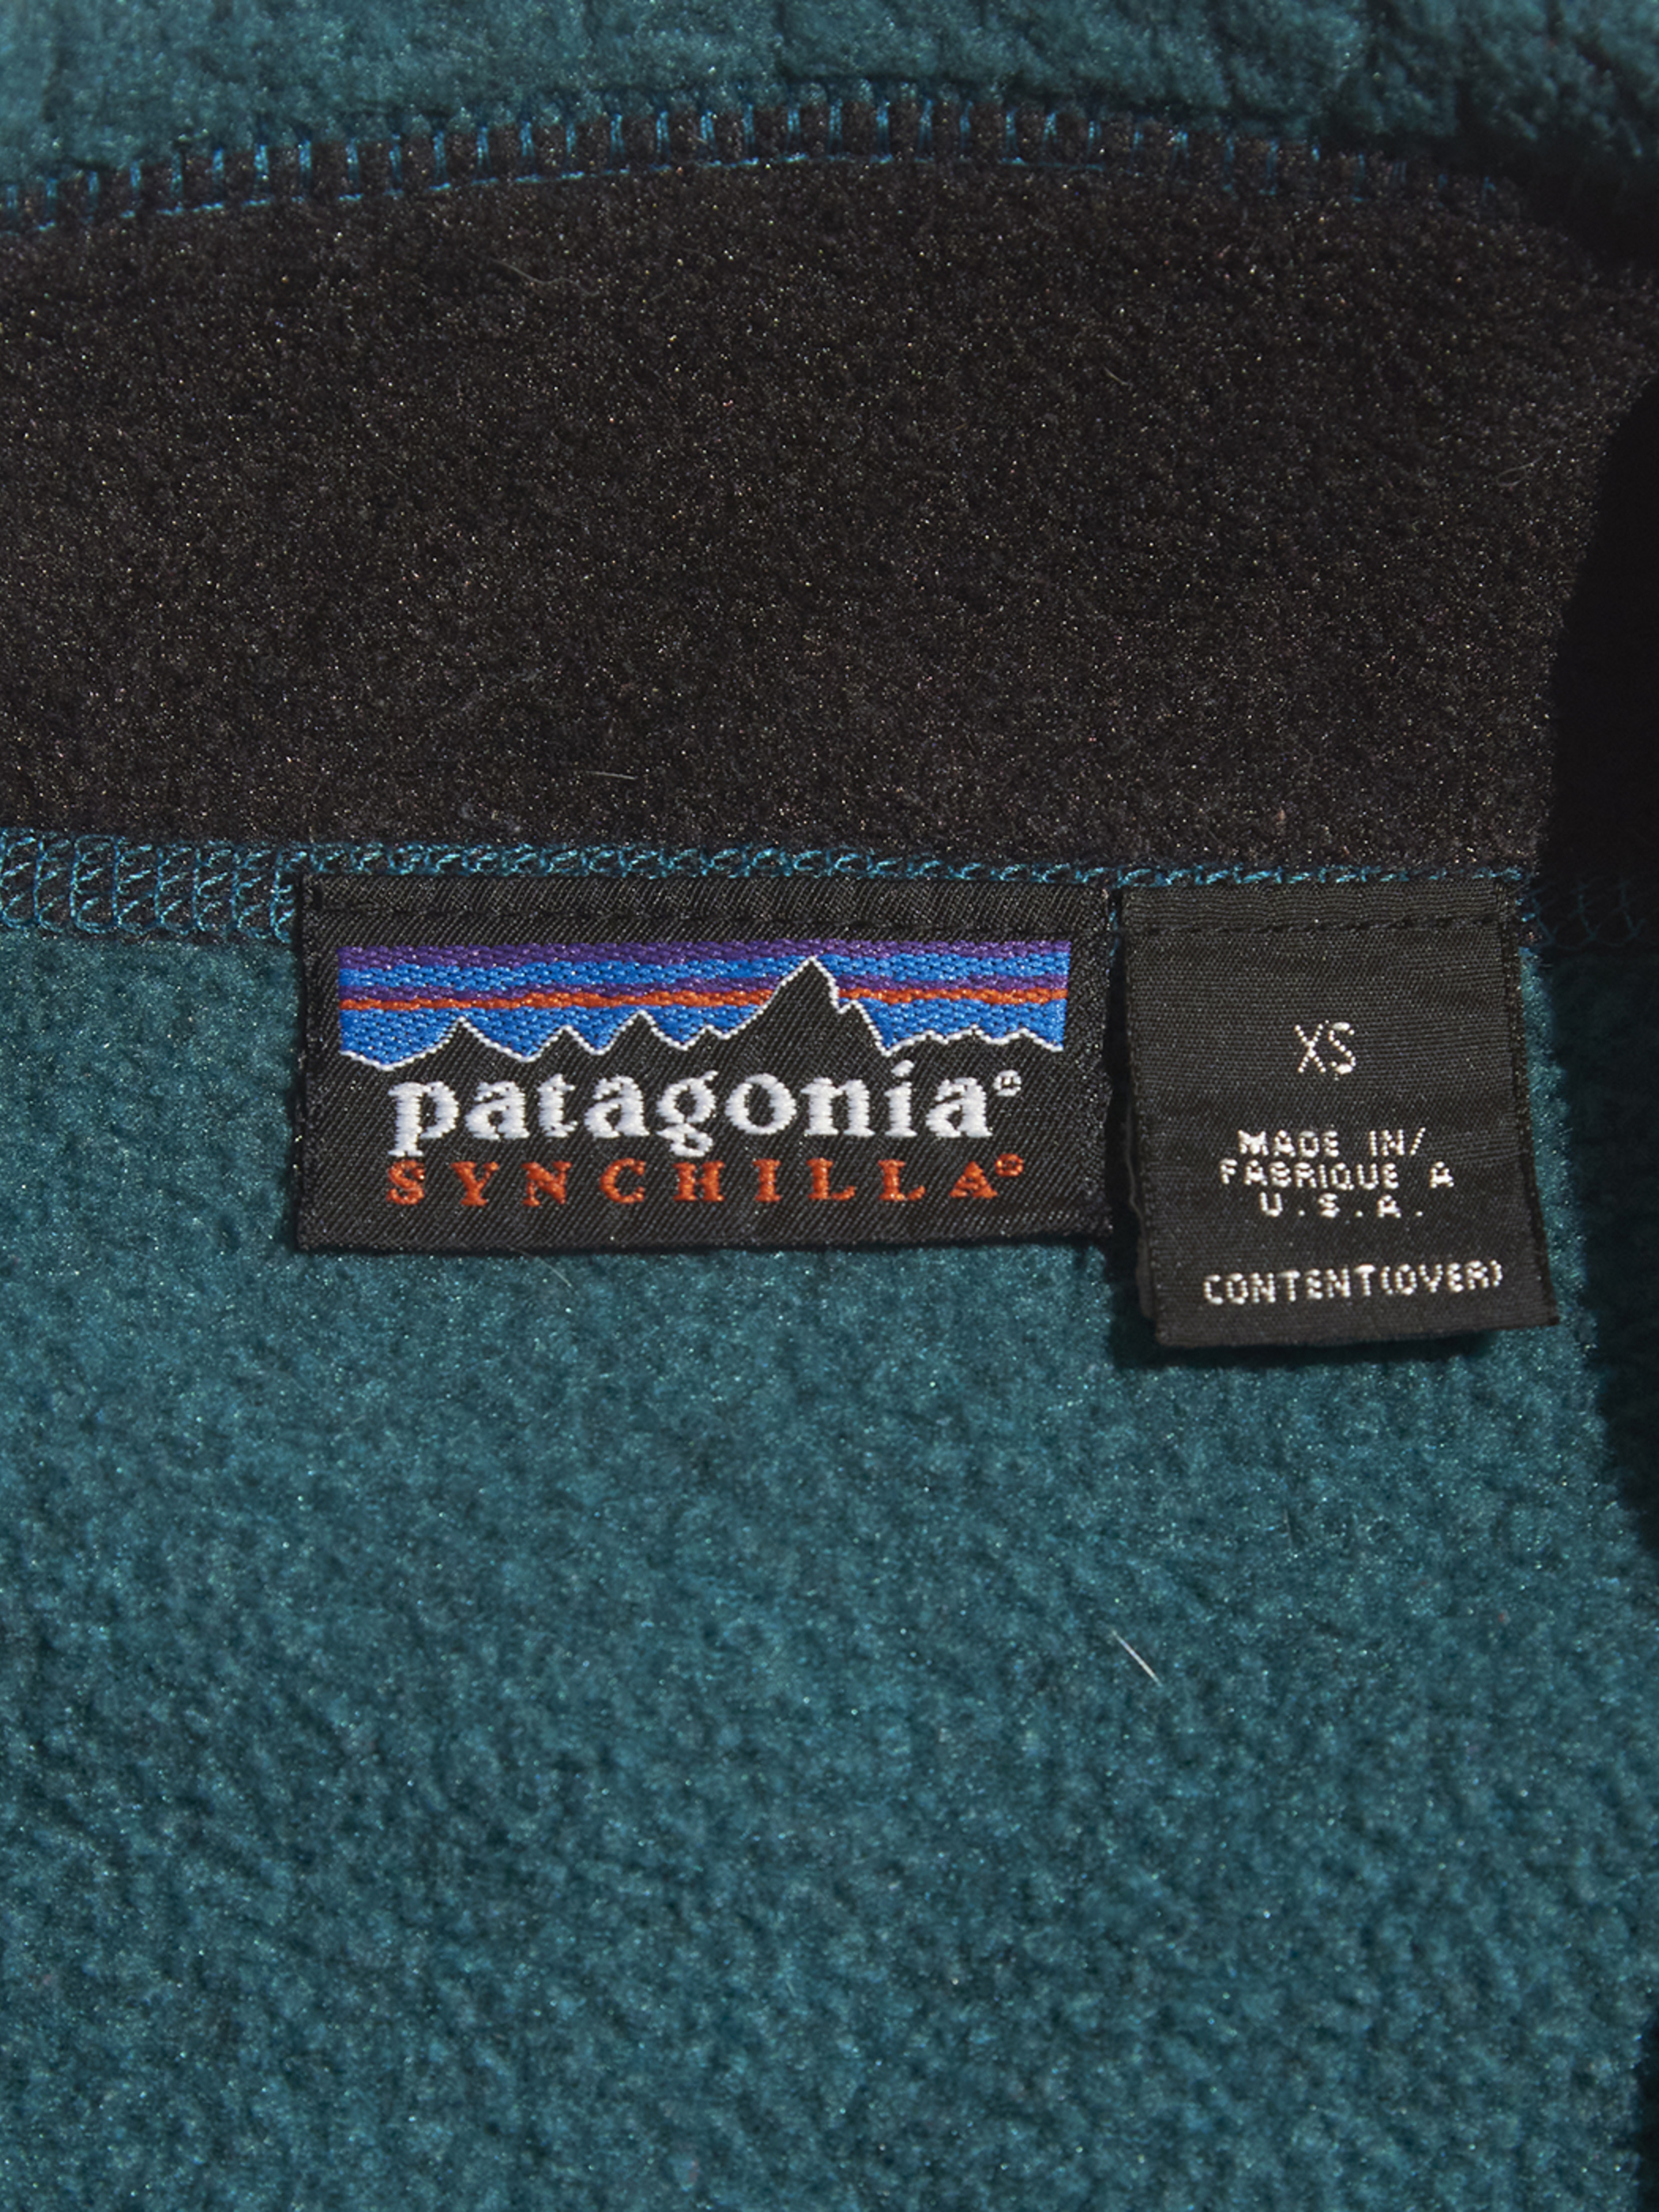 patagonia®
SYNCHILLA®
XS
MADE IN/
FABRIQUE A
U.S.A.
CONTENT(OVER)